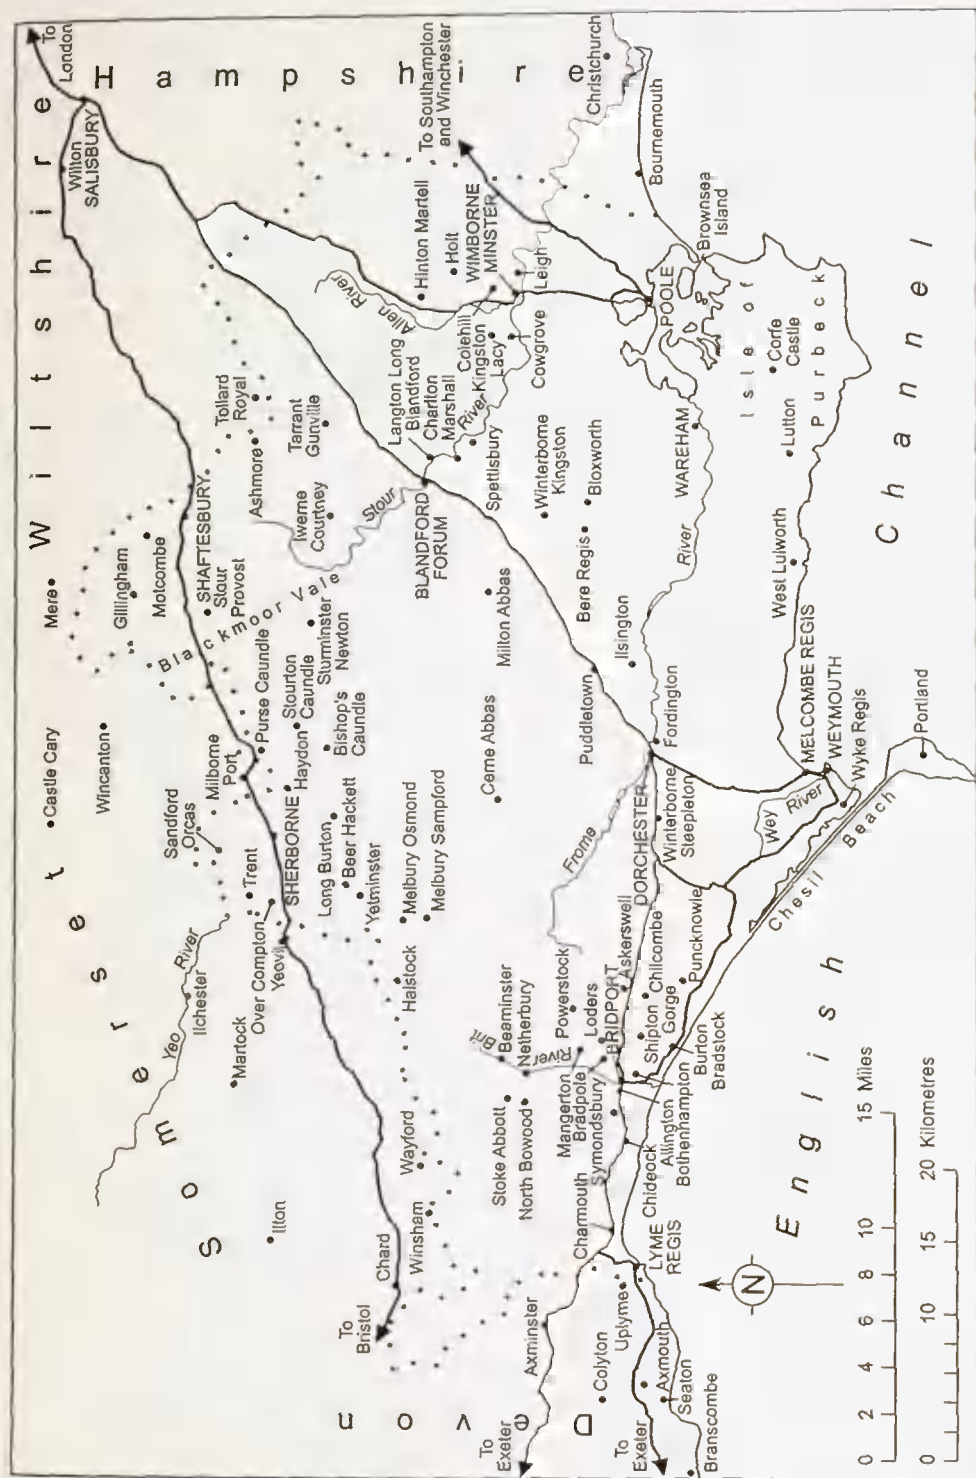 To
London
Wiltshire
Hampshire
Somerset
Devon
English Channel
Castle Cary
Mere
Wilton
SALISBURY
Wincanton
Gillingham
Motcombe
SHAFTESBURY
Stour
Provost
Blackmoor Vale
Tollard
Royal
Ashmore
Tarrant
Gunville
Iwerne
Courtney
Stour
River
Allen
River
Hinton Martell
Holt
WIMBORNE
MINSTER
Leigh
To Southampton
and Winchester
Christchurch
Bournemouth
Brownsea
Island
POOLE
Isle of
Purbeck
Corfe
Castle
Colehill
Kingston
Lacy
Cowgrove
Langton Long
Blandford
Charlton
Marshall
Spettisbury
BLANDFORD
FORUM
Winterborne
Kingston
Bloxworth
Bere Regis
Milton Abbas
WAREHAM
River
Lutton
West Lulworth
Ilsington
Puddletown
Fordington
DORCHESTER
Frome
Cerne Abbas
Winterborne
Steepleton
MELCOMBE REGIS
WEYMOUTH
Wyke Regis
Portland
Wey
River
Chesil Beach
Sandford
Orcas
Milborne
Port
Purse Caundle
Stourton
Caundle
Sturminster
Newton
Haydon
Bishop's
Caundle
SHERBORNE
Trent
Over Compton
Yeovil
Long Burton
Beer Hackett
Yetminster
Melbury Osmond
Melbury Sampford
Halstock
Yeo River
Ilchester
Martock
Ilton
Chard
Wayford
Winsham
To
Bristol
Beaminster
Netherbury
River
Brit
Stoke Abbott
North Bowood
Powerstock
Loders
Mangerton
Bradpole
Symondsbury
BRIDPORT
Askerswell
Chilcombe
Puncknowle
Shipton
Gorge
Burton
Bradstock
Allington
Bothenhampton
Chideock
Charmouth
LYME
REGIS
Uplyme
Axminster
Colyton
Axmouth
Seaton
Branscombe
To
Exeter
To
Exeter
N
0 2 4 6 8 10 15 Miles
0 10 15 20 Kilometres